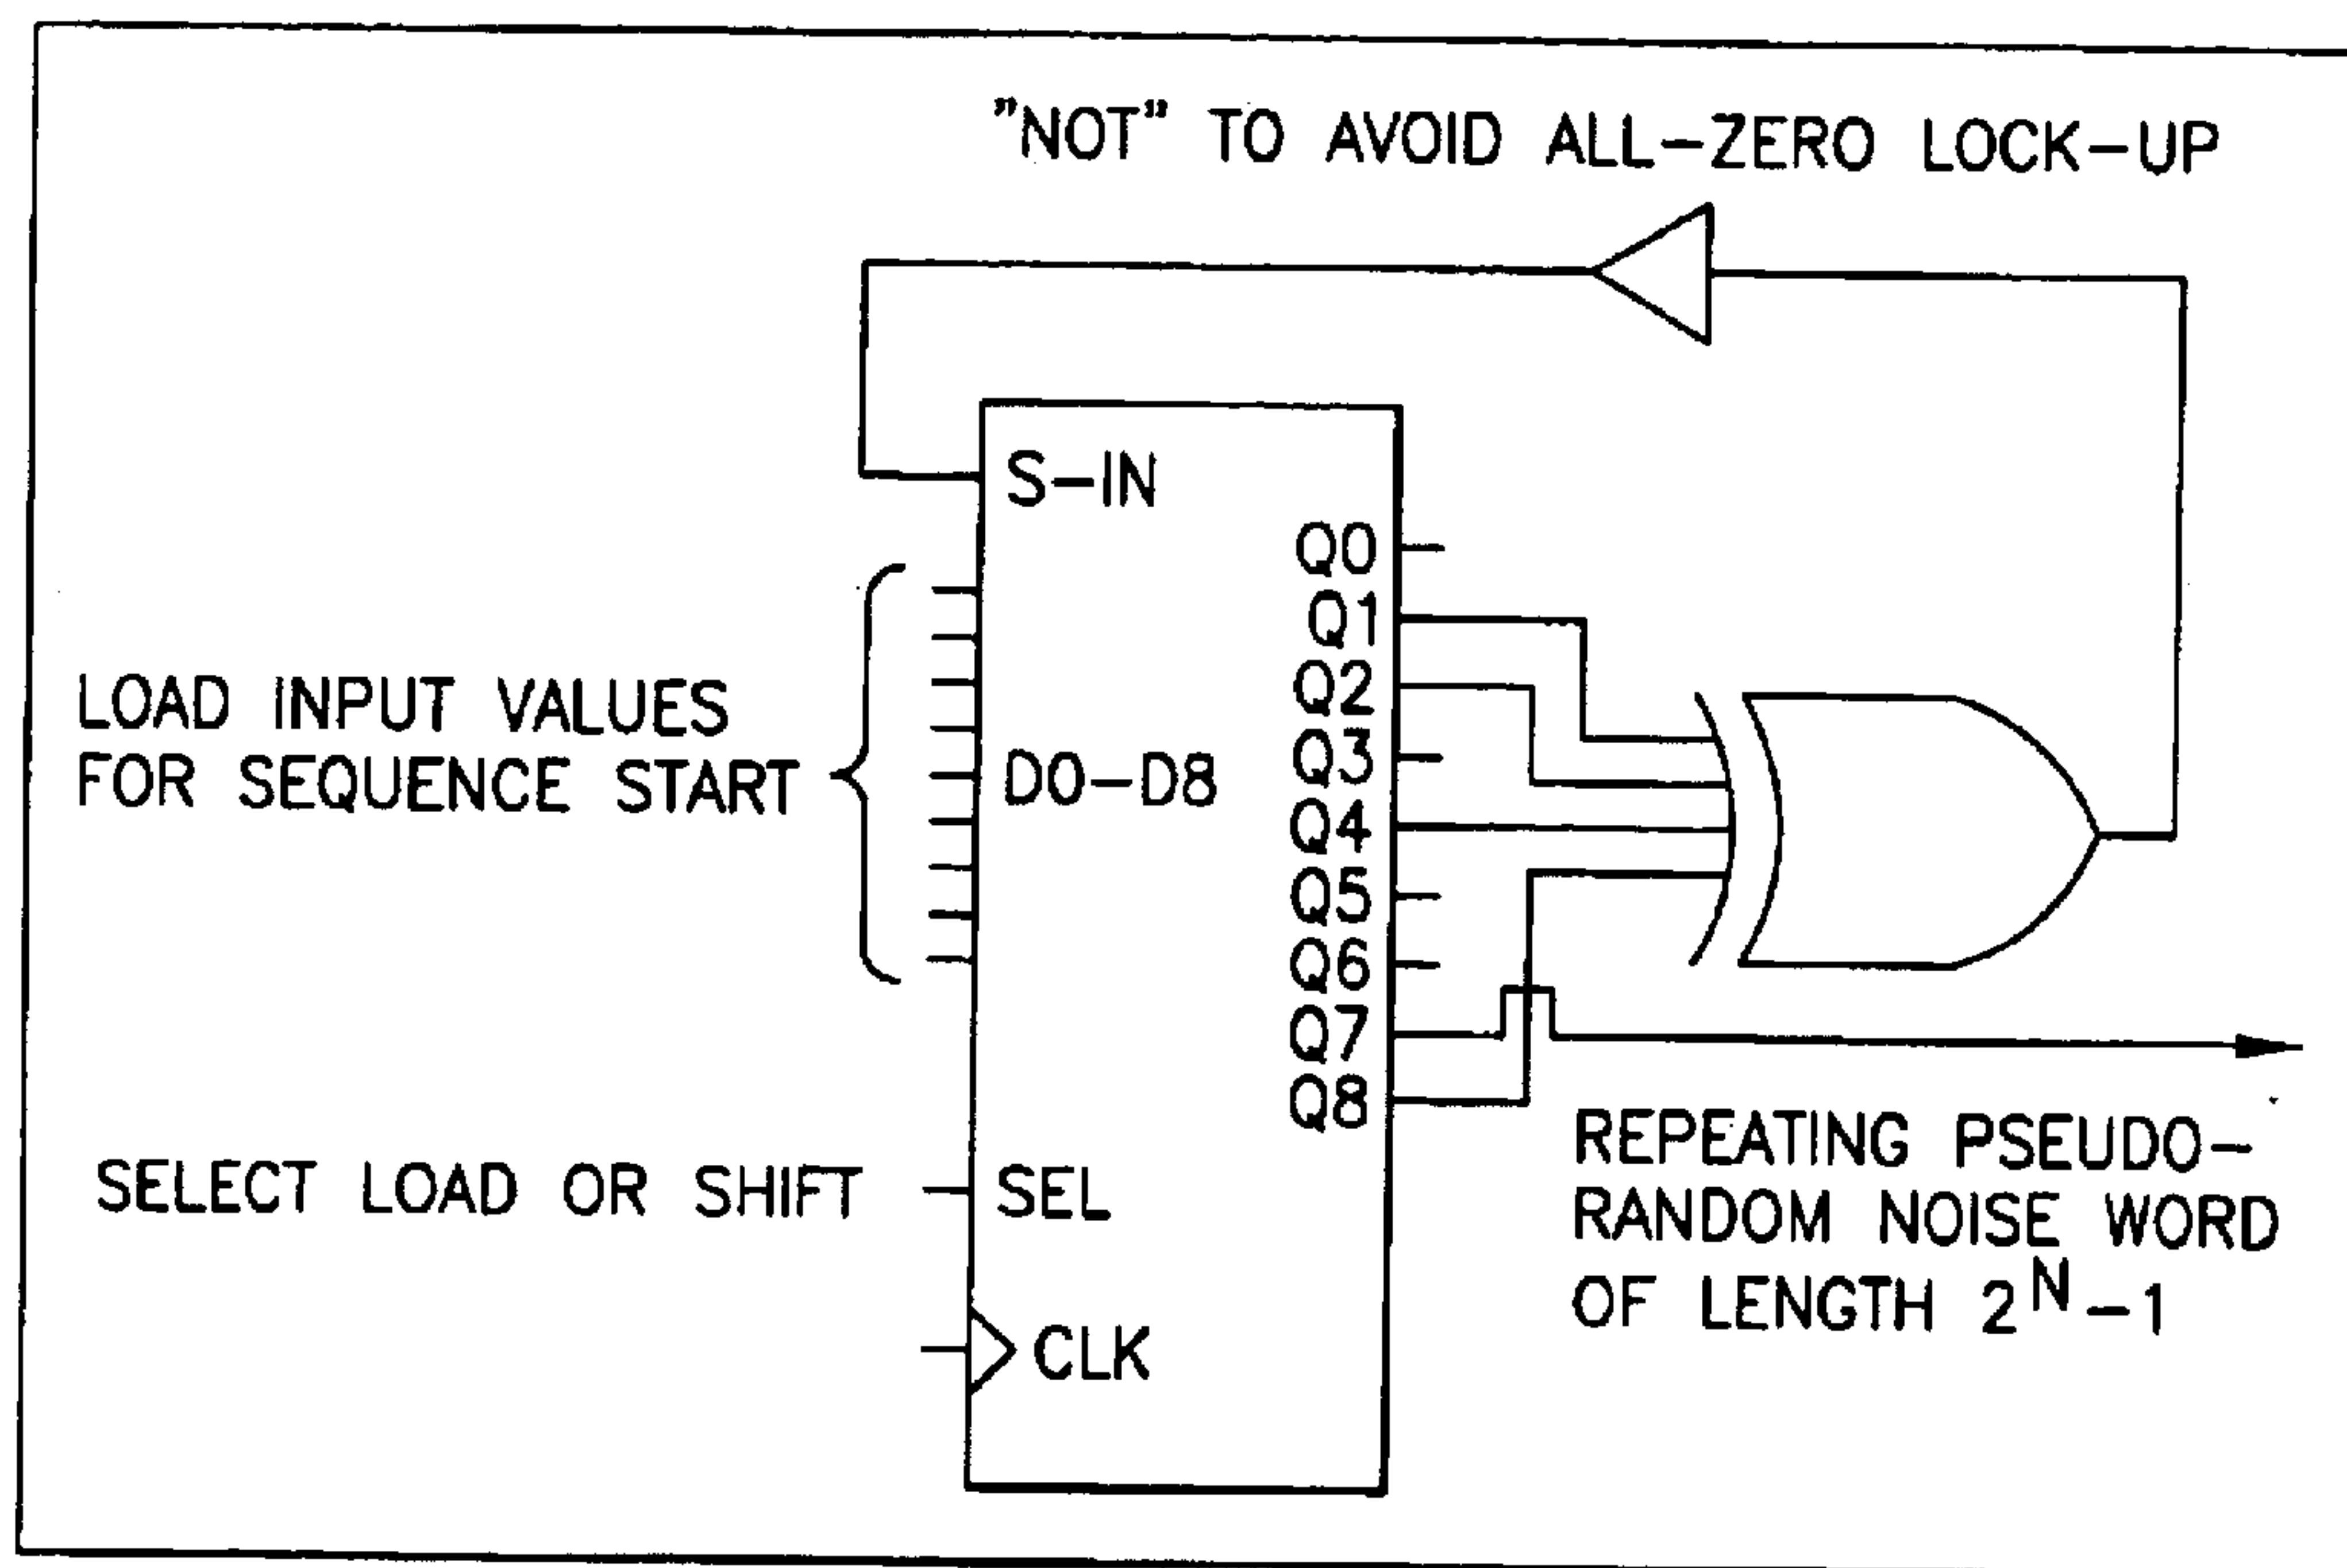 "NOT" TO AVOID ALL-ZERO LOCK-UP
S-IN
Q0
Q1
Q2
Q3
Q4
Q5
Q6
Q7
Q8
LOAD INPUT VALUES
FOR SEQUENCE START
D0-D8
SELECT LOAD OR SHIFT
SEL
CLK
REPEATING PSEUDO-
RANDOM NOISE WORD
OF LENGTH 2^N-1